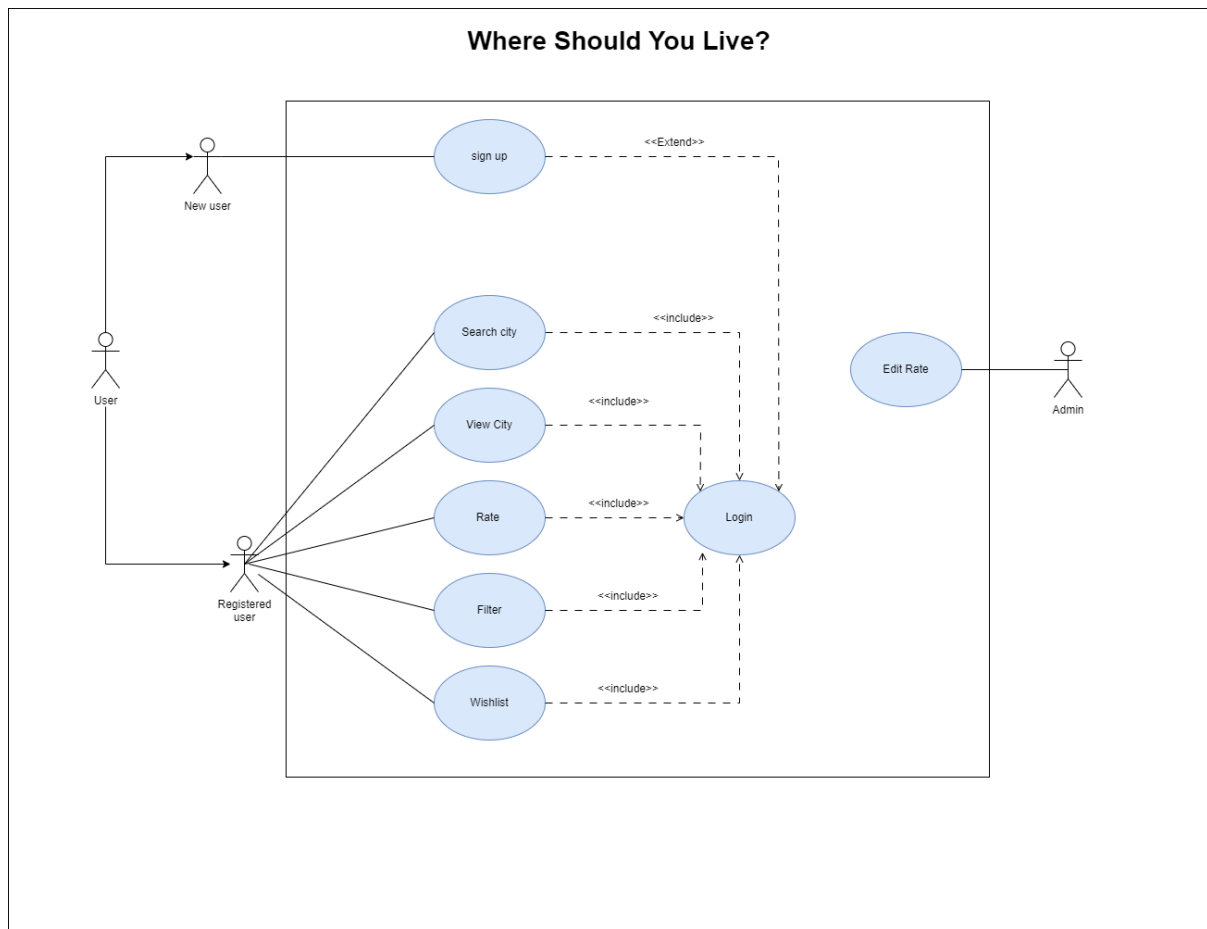 Where Should You Live?
<<Extend>>
sign up
New user
Search city
<<include>>
Edit Rate
User
Admin
View City
<<include>>
Rate
<<include>>
Login
Registered
user
Filter
<<include>>
Wishlist
<<include>>